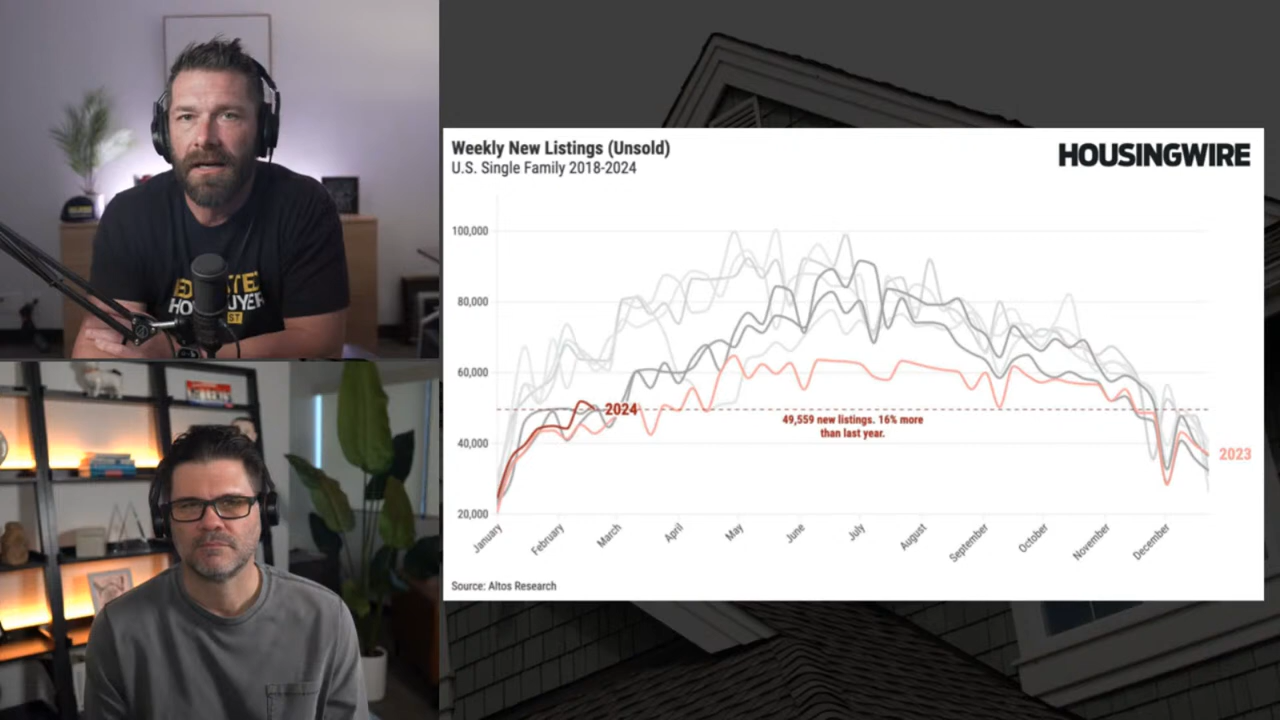 Weekly New Listings (Unsold)
U.S. Single Family 2018-2024
HOUSINGWIRE
100,000
80,000
60,000
40,000
20,000
2024
49,559 new listings. 16% more
than last year.
2023
January
February
March
April
May
June
July
August
September
October
November
December
Source: Altos Research